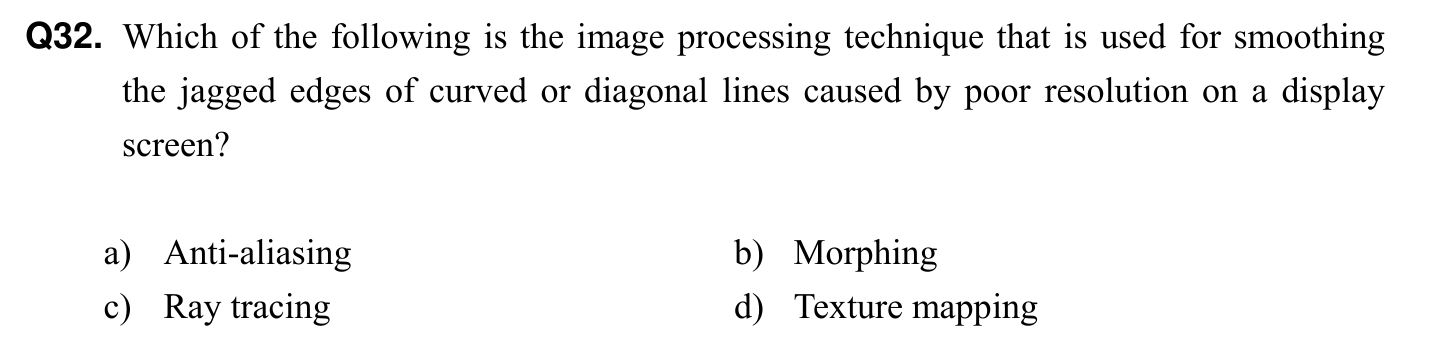 Q32. Which of the following is the image processing technique that is used for smoothing
the jagged edges of curved or diagonal lines caused by poor resolution on a display
screen?
a) Anti-aliasing b) Morphing
c) Ray tracing d) Texture mapping